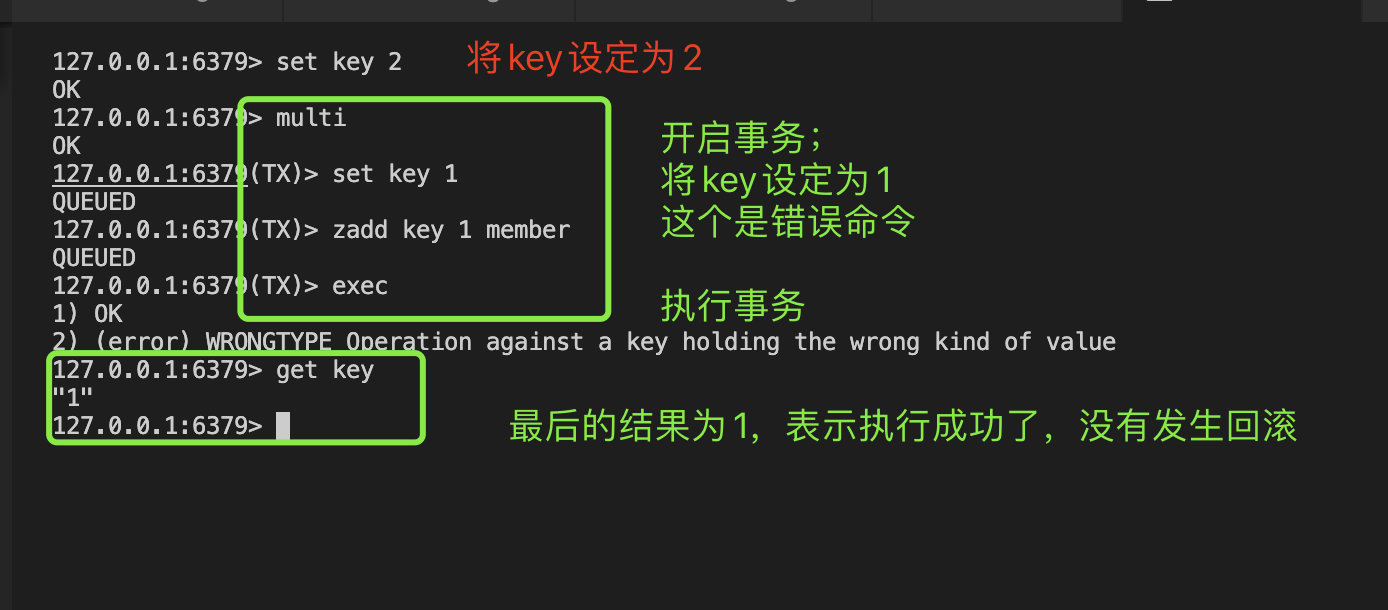 127.0.0.1:6379> set key 2 将key设定为2
OK
127.0.0.1:6379> multi
OK 开启事务；
127.0.0.1:6379(TX)> set key 1 将key设定为1
QUEUED 这个是错误命令
127.0.0.1:6379(TX)> zadd key 1 member
QUEUED
127.0.0.1:6379(TX)> exec
1) OK 执行事务
2) (error) WRONGTYPE Operation against a key holding the wrong kind of value
127.0.0.1:6379> get key
"1"
127.0.0.1:6379> 最后的结果为1，表示执行成功了，没有发生回滚